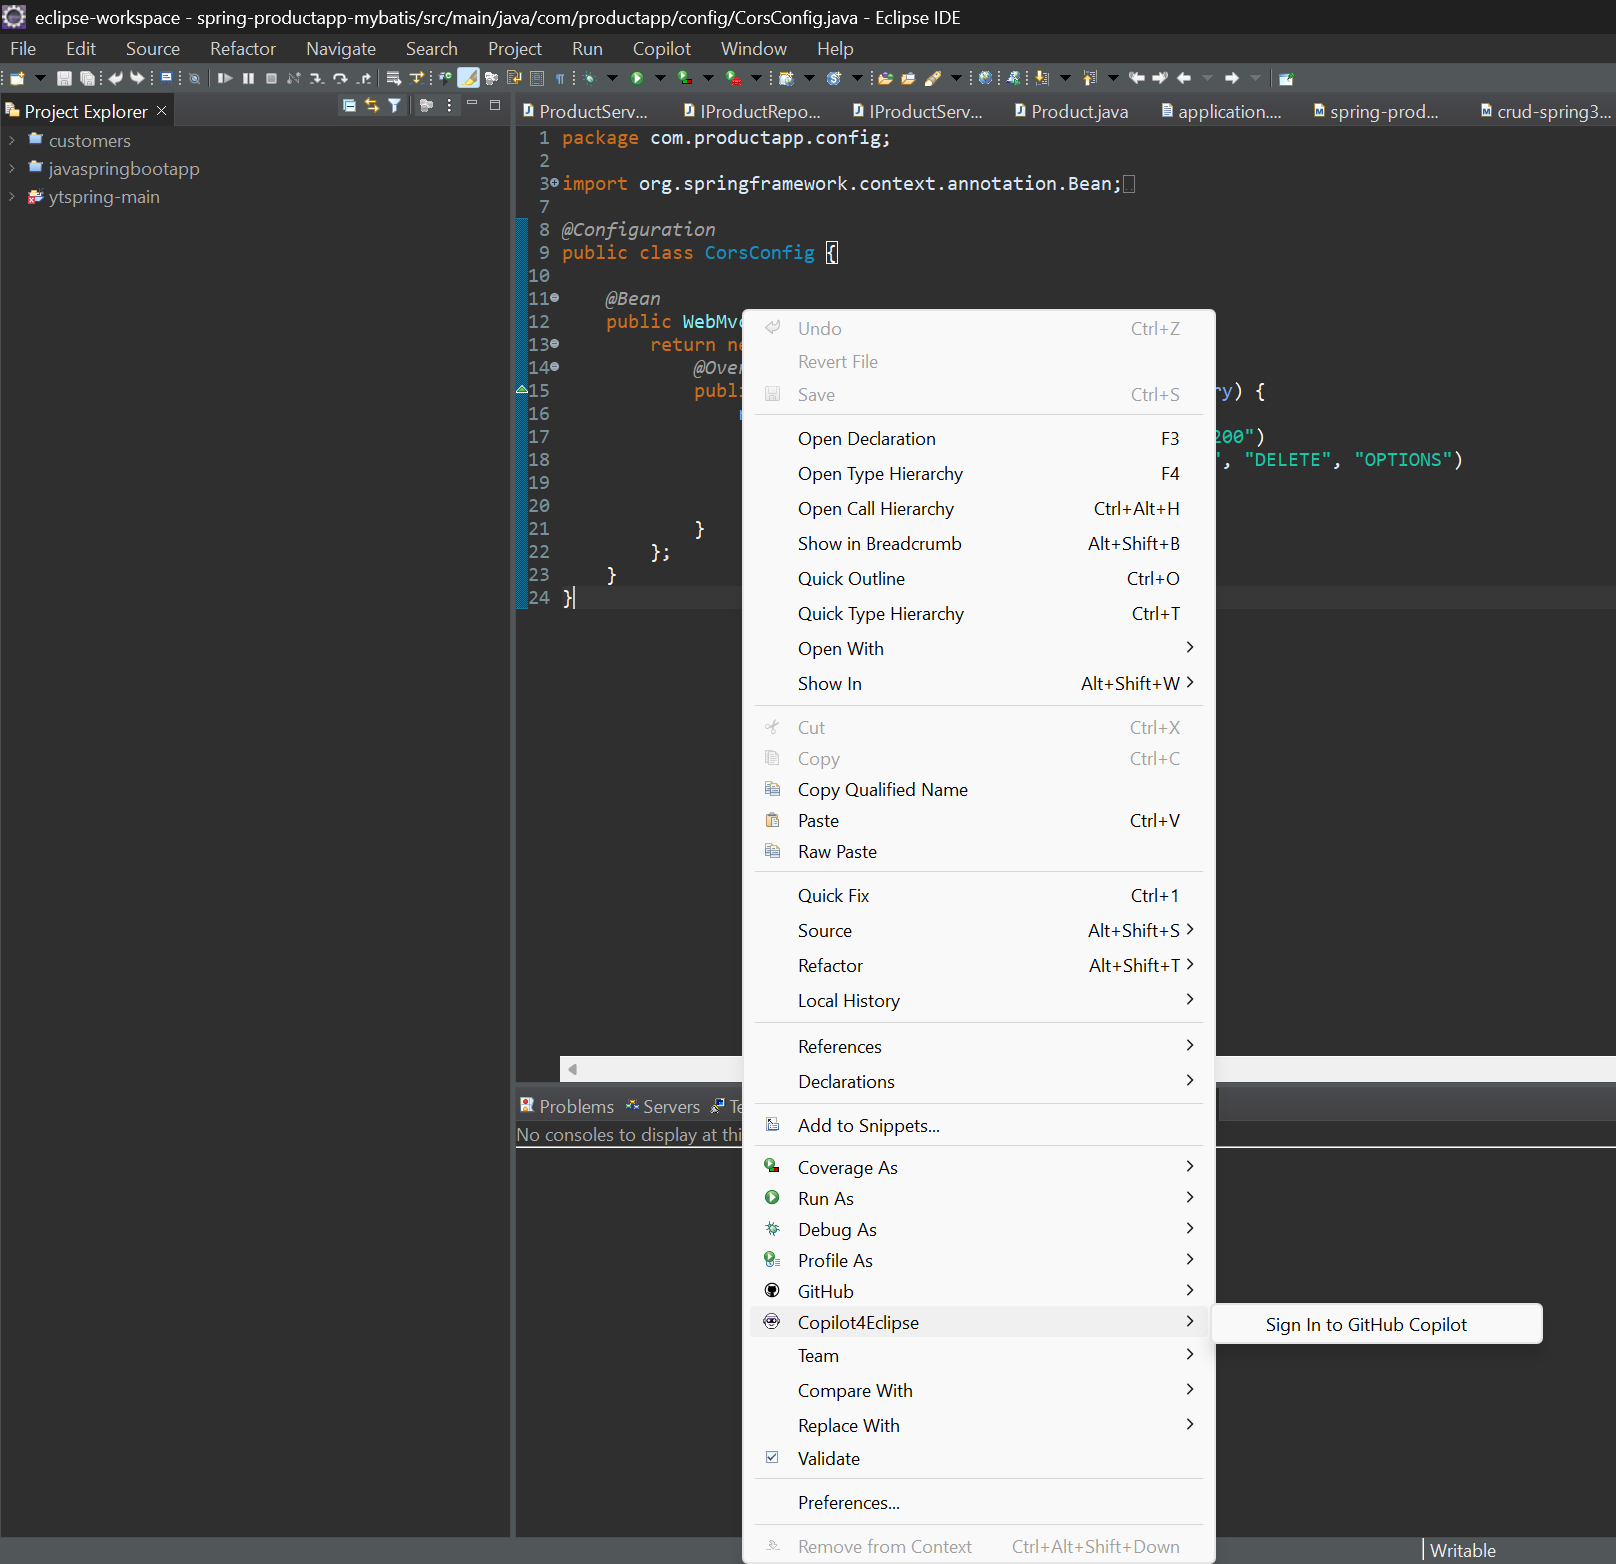 eclipse-workspace - spring-productapp-mybatis/src/main/java/com/productapp/config/CorsConfig.java - Eclipse IDE
File Edit Source Refactor Navigate Search Project Run Copilot Window Help
Project Explorer
customers
javaspringbootapp
ytspring-main
ProductServ... IProductRepo... IProductServ... Product.java application.... spring-prod... crud-spring3...
1 package com.productapp.config;
2
3 import org.springframework.context.annotation.Bean;
7
8 @Configuration
9 public class CorsConfig {
10
11 @Bean
12 public WebMvc
13 return ne
14 @Over
15 publi ry) {
16
17 200")
18 , "DELETE", "OPTIONS")
19
20
21 }
22 };
23 }
24 }
Undo Ctrl+Z
Revert File
Save Ctrl+S
Open Declaration F3
Open Type Hierarchy F4
Open Call Hierarchy Ctrl+Alt+H
Show in Breadcrumb Alt+Shift+B
Quick Outline Ctrl+O
Quick Type Hierarchy Ctrl+T
Open With
Show In Alt+Shift+W
Cut Ctrl+X
Copy Ctrl+C
Copy Qualified Name
Paste Ctrl+V
Raw Paste
Quick Fix Ctrl+1
Source Alt+Shift+S
Refactor Alt+Shift+T
Local History
References
Declarations
Add to Snippets...
Coverage As
Run As
Debug As
Profile As
GitHub
Copilot4Eclipse
Sign In to GitHub Copilot
Team
Compare With
Replace With
Validate
Preferences...
Remove from Context Ctrl+Alt+Shift+Down
Problems Servers Te
No consoles to display at thi
Writable